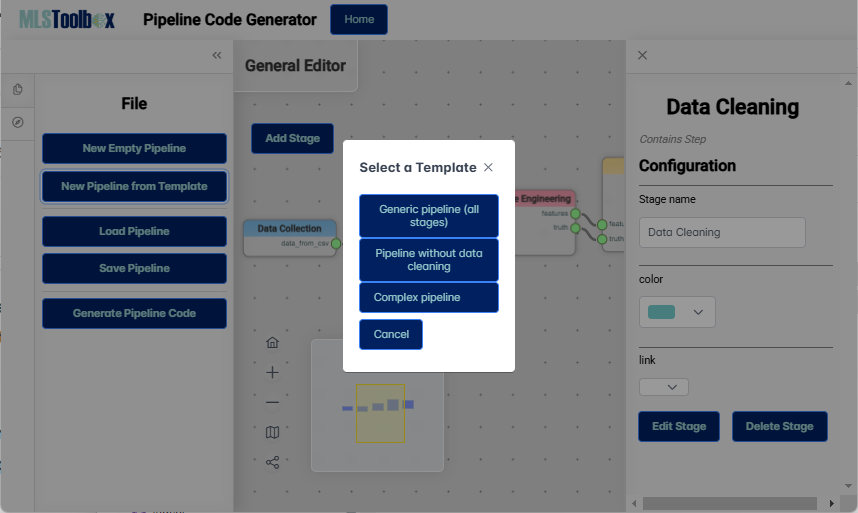 MLSToolbox
Pipeline Code Generator
Home
File
New Empty Pipeline
New Pipeline from Template
Load Pipeline
Save Pipeline
Generate Pipeline Code
General Editor
Add Stage
Data Collection
data_from_csv
Select a Template
Generic pipeline (all
stages)
Pipeline without data
cleaning
Complex pipeline
Cancel
Engineering
features
truth
truth
Data Cleaning
Contains Step
Configuration
Stage name
Data Cleaning
color
link
Edit Stage
Delete Stage